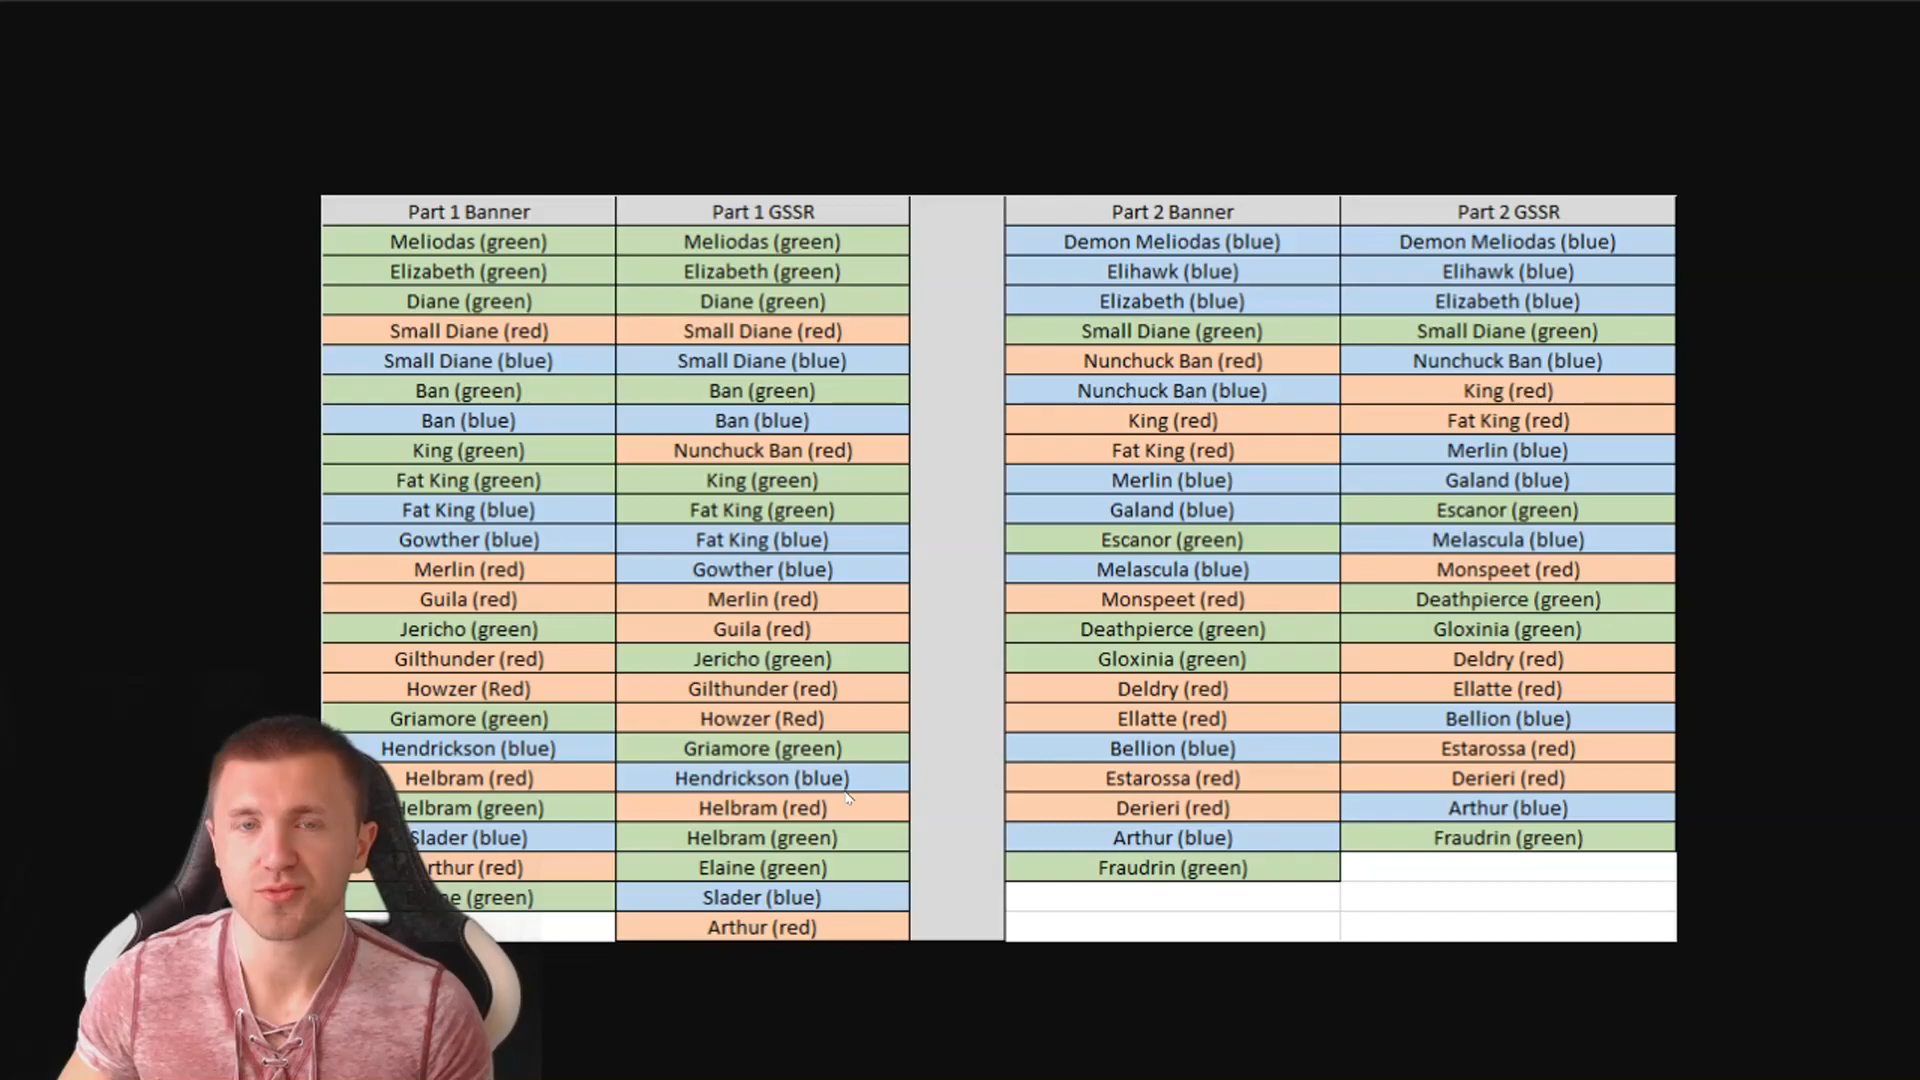 Part 1 Banner Part 1 GSSR Part 2 Banner Part 2 GSSR
Meliodas (green) Meliodas (green) Demon Meliodas (blue) Demon Meliodas (blue)
Elizabeth (green) Elizabeth (green) Elihawk (blue) Elihawk (blue)
Diane (green) Diane (green) Elizabeth (blue) Elizabeth (blue)
Small Diane (red) Small Diane (red) Small Diane (green) Small Diane (green)
Small Diane (blue) Small Diane (blue) Nunchuck Ban (red) Nunchuck Ban (blue)
Ban (green) Ban (green) Nunchuck Ban (blue) King (red)
Ban (blue) Ban (blue) King (red) Fat King (red)
King (green) Nunchuck Ban (red) Fat King (red) Merlin (blue)
Fat King (green) King (green) Merlin (blue) Galand (blue)
Fat King (blue) Fat King (green) Galand (blue) Escanor (green)
Gowther (blue) Fat King (blue) Escanor (green) Melascula (blue)
Merlin (red) Gowther (blue) Melascula (blue) Monspeet (red)
Guila (red) Merlin (red) Monspeet (red) Deathpierce (green)
Jericho (green) Guila (red) Deathpierce (green) Gloxinia (green)
Gilthunder (red) Jericho (green) Gloxinia (green) Deldry (red)
Howzer (Red) Gilthunder (red) Deldry (red) Ellatte (red)
Griamore (green) Howzer (Red) Ellatte (red) Bellion (blue)
Hendrickson (blue) Griamore (green) Bellion (blue) Estarossa (red)
Helbram (red) Hendrickson (blue) Estarossa (red) Derieri (red)
Helbram (green) Helbram (red) Derieri (red) Arthur (blue)
Slader (blue) Helbram (green) Arthur (blue) Fraudrin (green)
(red) Elaine (green) Fraudrin (green)
(green) Slader (blue)
Arthur (red)